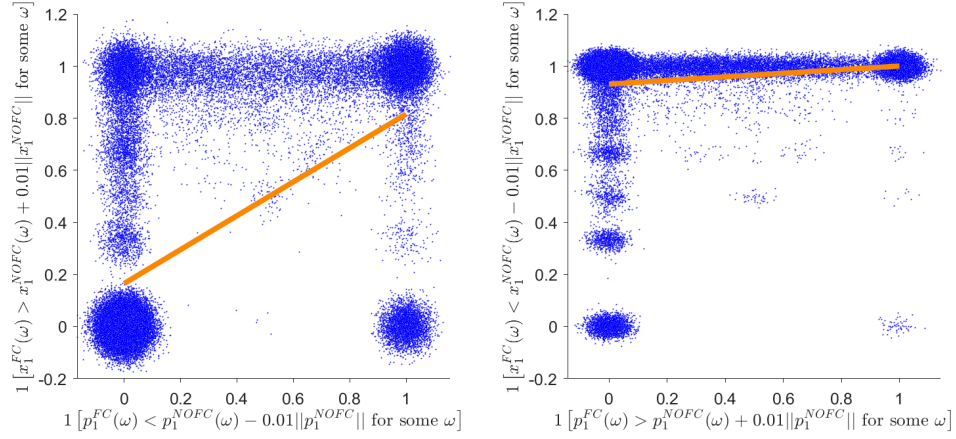 1.2
1
0.8
0.6
0.4
0.2
0
-0.2
0 0.2 0.4 0.6 0.8 1
1 [x_1^{FC}(ω) > x_1^{NOFC}(ω) + 0.01||x_1^{NOFC}|| for some ω]
1 [p_1^{FC}(ω) < p_1^{NOFC}(ω) − 0.01||p_1^{NOFC}|| for some ω]
1.2
1
0.8
0.6
0.4
0.2
0
-0.2
0 0.2 0.4 0.6 0.8 1
1 [x_1^{FC}(ω) < x_1^{NOFC}(ω) − 0.01||x_1^{NOFC}|| for some ω]
1 [p_1^{FC}(ω) > p_1^{NOFC}(ω) + 0.01||p_1^{NOFC}|| for some ω]